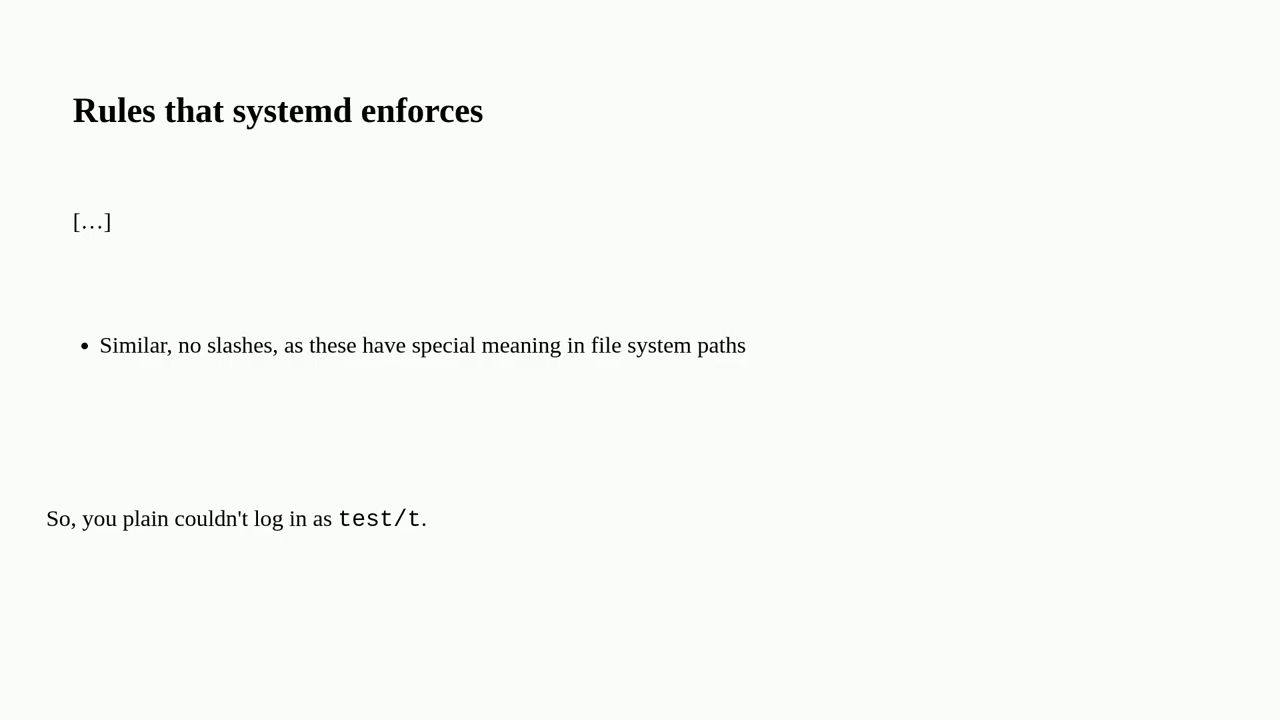 Rules that systemd enforces
[…]
• Similar, no slashes, as these have special meaning in file system paths
So, you plain couldn't log in as test/t.